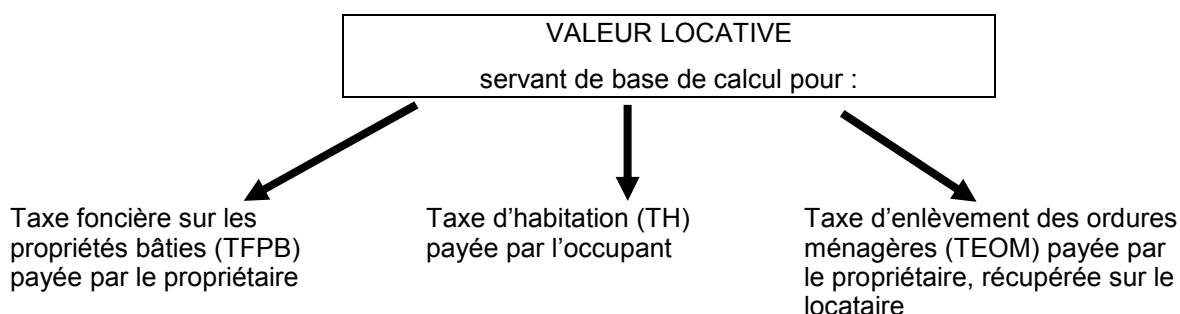 VALEUR LOCATIVE
servant de base de calcul pour :
Taxe foncière sur les
propriétés bâties (TFPB)
payée par le propriétaire
Taxe d’habitation (TH)
payée par l’occupant
Taxe d’enlèvement des ordures
ménagères (TEOM) payée par
le propriétaire, récupérée sur le
locataire